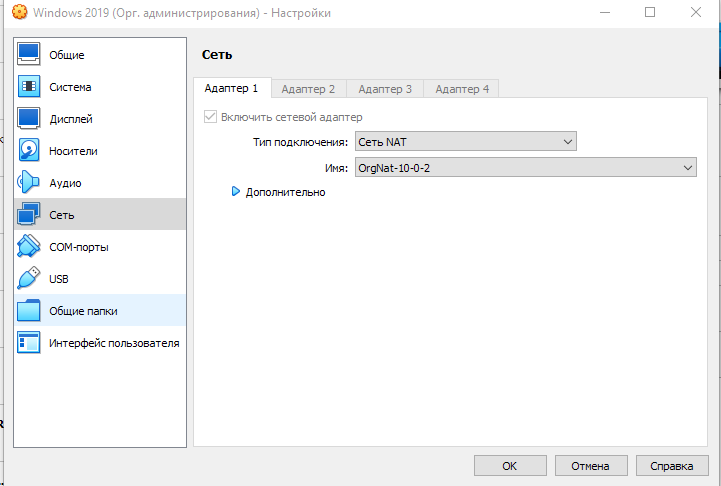 Windows 2019 (Орг. администрирования) - Настройки
Общие
Система
Дисплей
Носители
Аудио
Сеть
COM-порты
USB
Общие папки
Интерфейс пользователя
Сеть
Адаптер 1 Адаптер 2 Адаптер 3 Адаптер 4
Включить сетевой адаптер
Тип подключения: Сеть NAT
Имя: OrgNat-10-0-2
Дополнительно
OK Отмена Справка